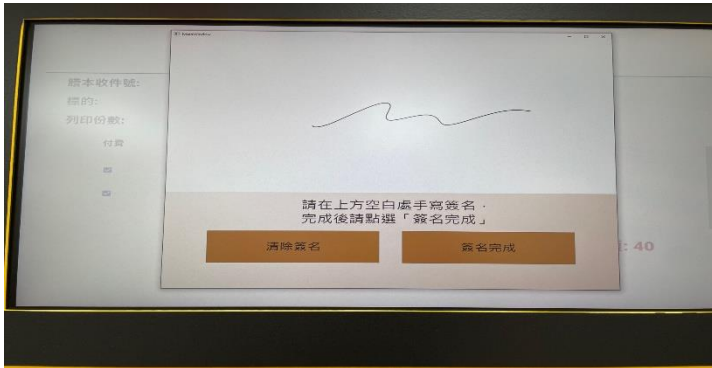 謄本收件號:
標的:
列印份數:
付費
請在上方空白處手寫簽名，
完成後請點選「簽名完成」
清除簽名
簽名完成
: 40